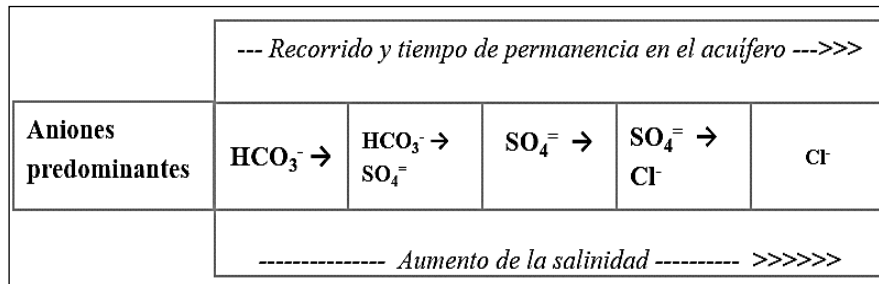 --- Recorrido y tiempo de permanencia en el acuífero --->>>
Aniones
predominantes
HCO₃⁻ →
HCO₃⁻ →
SO₄⁼
SO₄⁼ →
SO₄⁼ →
Cl⁻
Cl⁻
--------------- Aumento de la salinidad ---------- >>>>>>